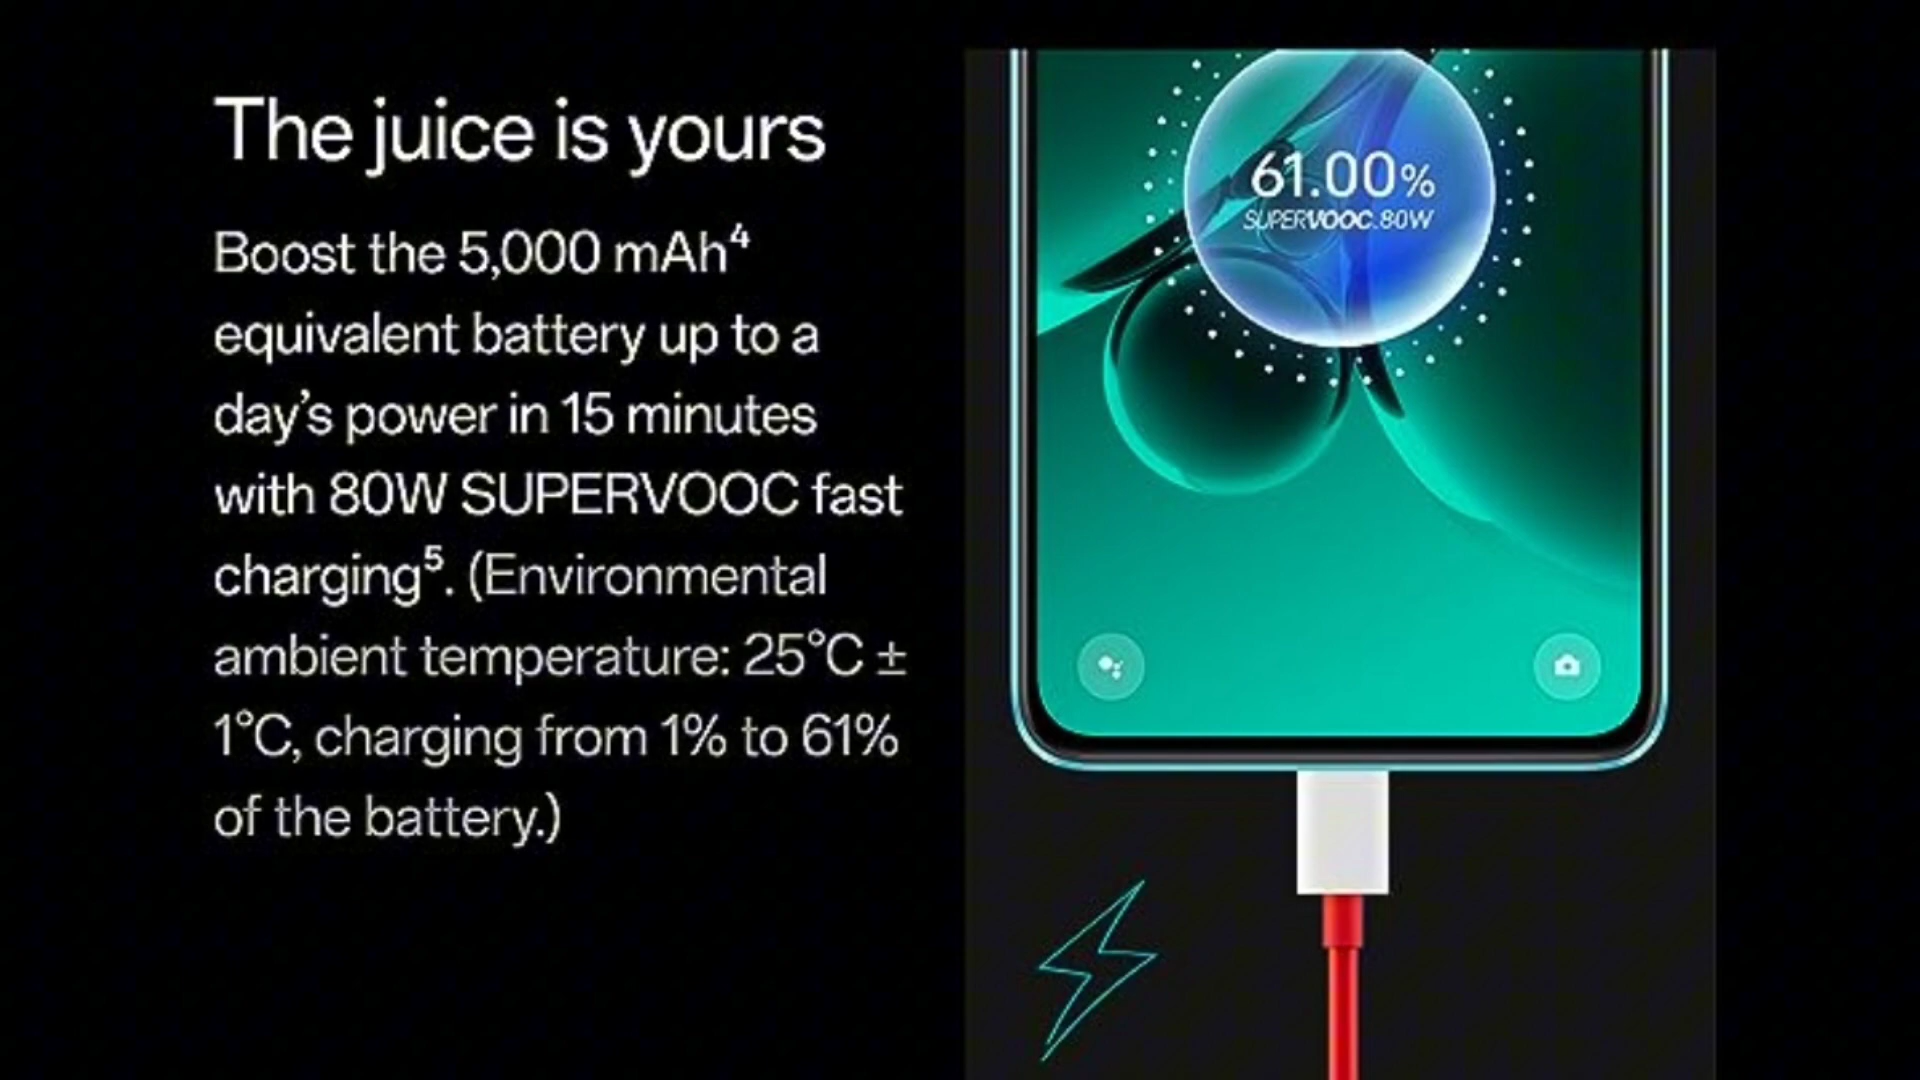 The juice is yours
Boost the 5,000 mAh⁴
equivalent battery up to a
day’s power in 15 minutes
with 80W SUPERVOOC fast
charging⁵. (Environmental
ambient temperature: 25°C ±
1°C, charging from 1% to 61%
of the battery.)
61.00%
SUPERVOOC.80W